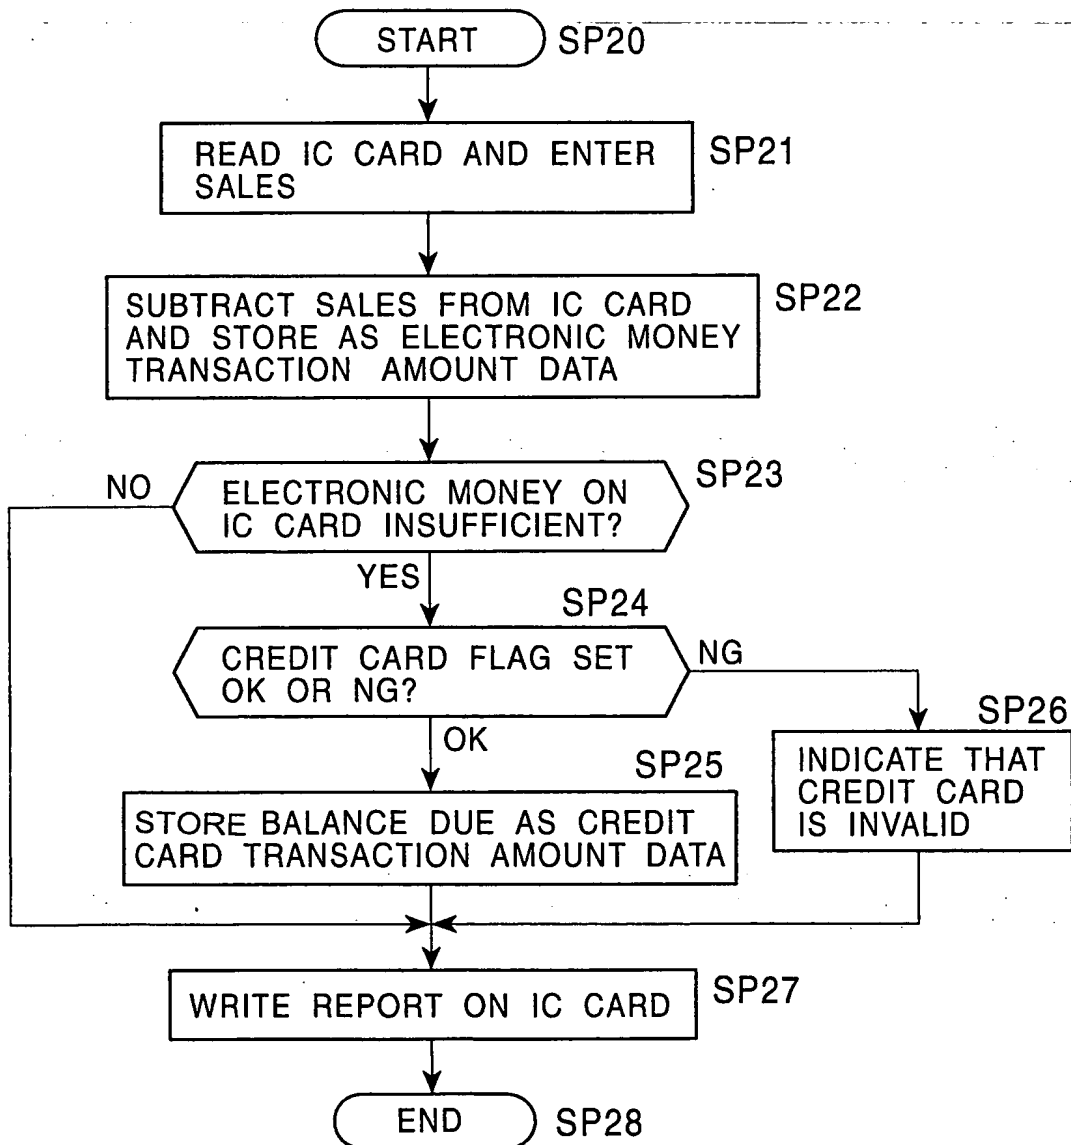 START
SP20
READ IC CARD AND ENTER
SALES
SP21
SUBTRACT SALES FROM IC CARD
AND STORE AS ELECTRONIC MONEY
TRANSACTION AMOUNT DATA
SP22
ELECTRONIC MONEY ON
IC CARD INSUFFICIENT?
SP23
NO
YES
SP24
CREDIT CARD FLAG SET
OK OR NG?
NG
OK
SP25
STORE BALANCE DUE AS CREDIT
CARD TRANSACTION AMOUNT DATA
SP26
INDICATE THAT
CREDIT CARD
IS INVALID
WRITE REPORT ON IC CARD
SP27
END
SP28